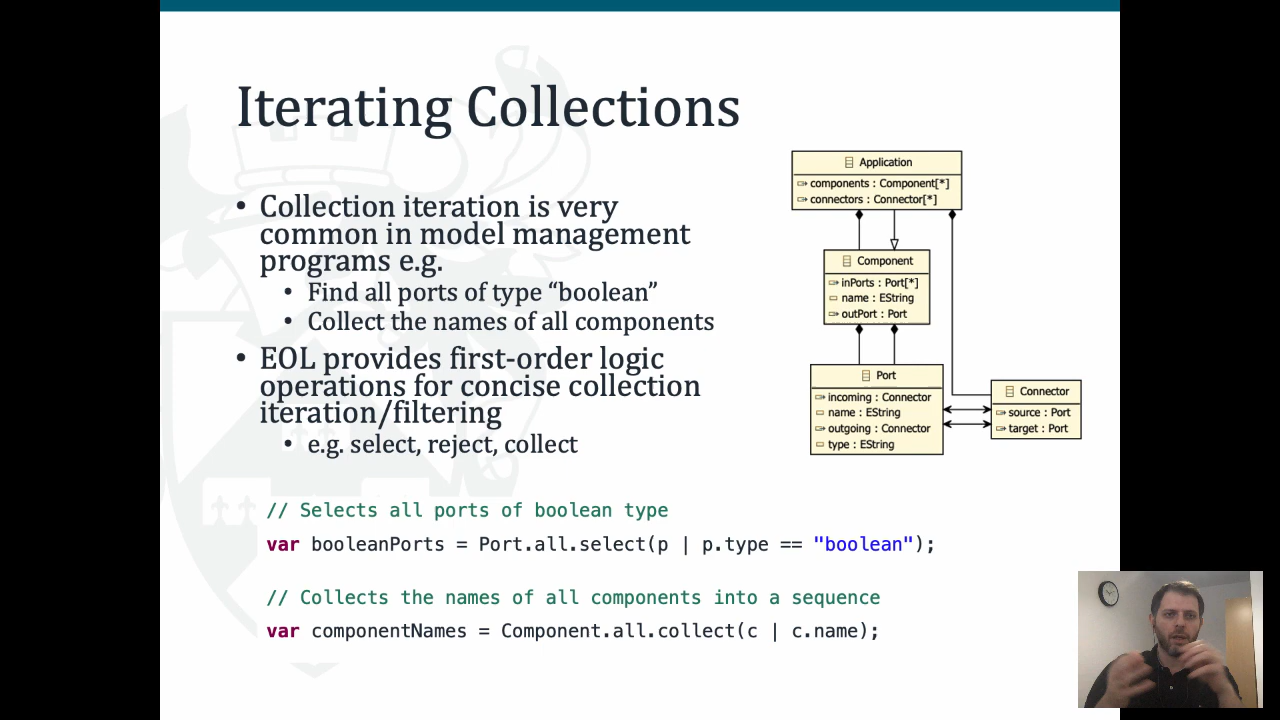 Iterating Collections
• Collection iteration is very
common in model management
programs e.g.
• Find all ports of type “boolean”
• Collect the names of all components
• EOL provides first-order logic
operations for concise collection
iteration/filtering
• e.g. select, reject, collect
Application
components : Component[*]
connectors : Connector[*]
Component
inPorts : Port[*]
name : EString
outPort : Port
Port
incoming : Connector
name : EString
outgoing : Connector
type : EString
Connector
source : Port
target : Port
// Selects all ports of boolean type
var booleanPorts = Port.all.select(p | p.type == "boolean");
// Collects the names of all components into a sequence
var componentNames = Component.all.collect(c | c.name);